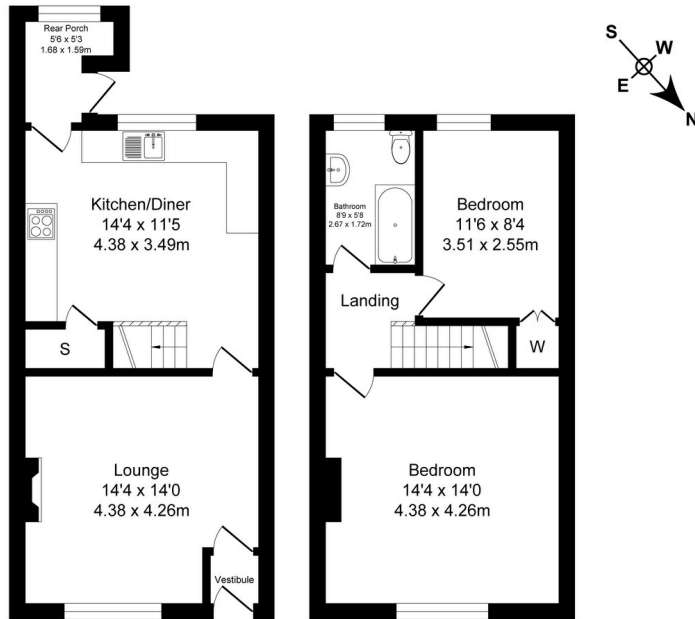 Rear Porch
5'6 x 5'3
1.68 x 1.59m
Kitchen/Diner
14'4 x 11'5
4.38 x 3.49m
S
Lounge
14'4 x 14'0
4.38 x 4.26m
Vestibule
Bathroom
8'9 x 5'8
2.67 x 1.72m
Bedroom
11'6 x 8'4
3.51 x 2.55m
Landing
W
Bedroom
14'4 x 14'0
4.38 x 4.26m
S
W
E
N